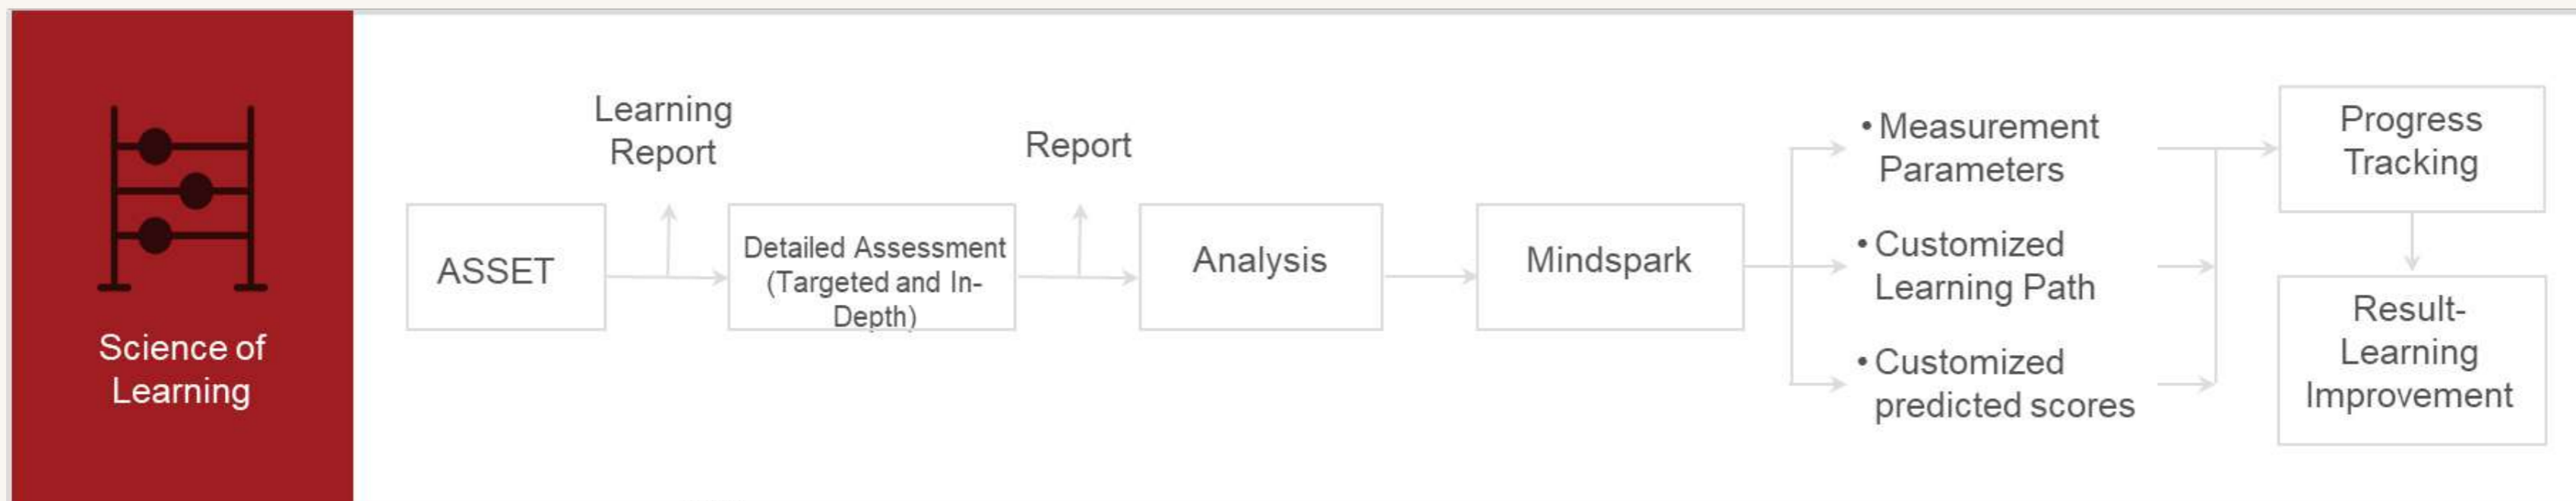 Science of
Learning
ASSET
Learning
Report
Detailed Assessment
(Targeted and In-
Depth)
Report
Analysis
Mindspark
• Measurement
Parameters
• Customized
Learning Path
• Customized
predicted scores
Progress
Tracking
Result-
Learning
Improvement